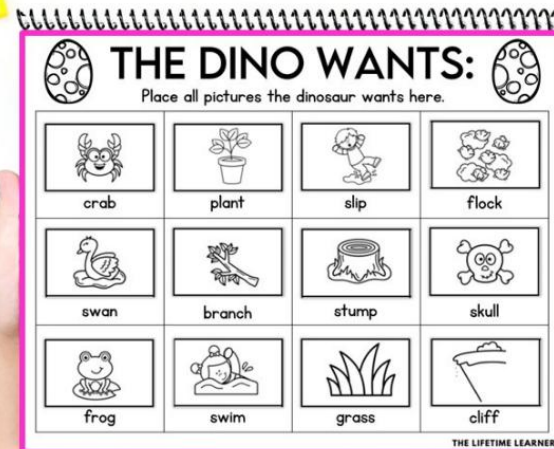 THE DINO WANTS:
Place all pictures the dinosaur wants here.
crab plant slip flock
swan branch stump skull
frog swim grass cliff
THE LIFETIME LEARNER